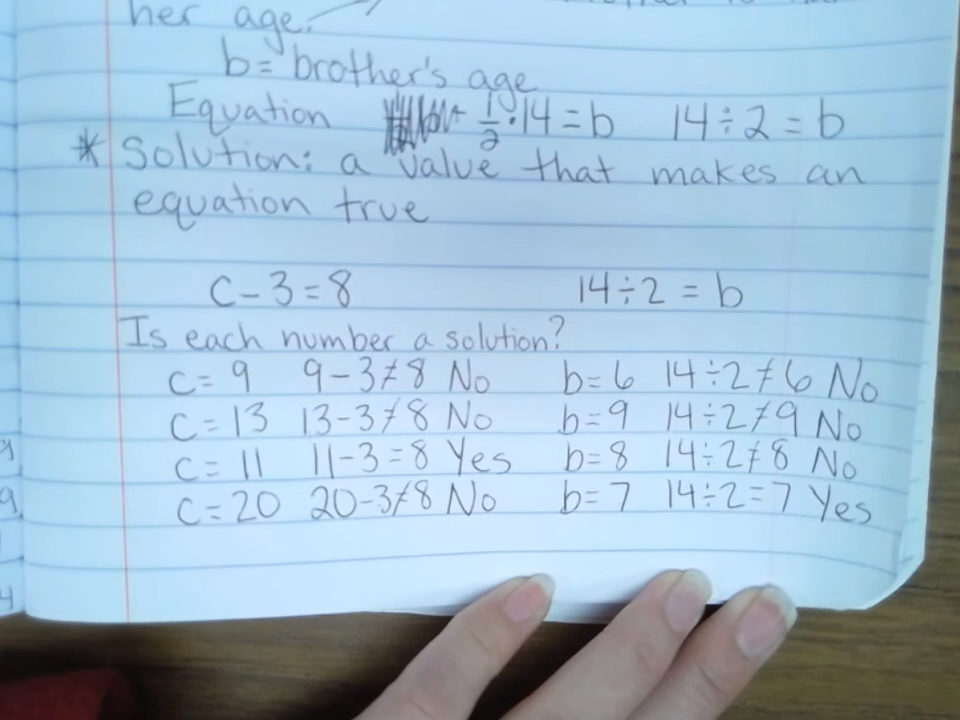 her age.
b = brother's age
Equation 1/2 · 14 = b 14 ÷ 2 = b
* Solution: a value that makes an
equation true
c - 3 = 8 14 ÷ 2 = b
Is each number a solution?
c = 9 9 - 3 ≠ 8 No b = 6 14 ÷ 2 ≠ 6 No
c = 13 13 - 3 ≠ 8 No b = 9 14 ÷ 2 ≠ 9 No
c = 11 11 - 3 = 8 Yes b = 8 14 ÷ 2 ≠ 8 No
c = 20 20 - 3 ≠ 8 No b = 7 14 ÷ 2 = 7 Yes